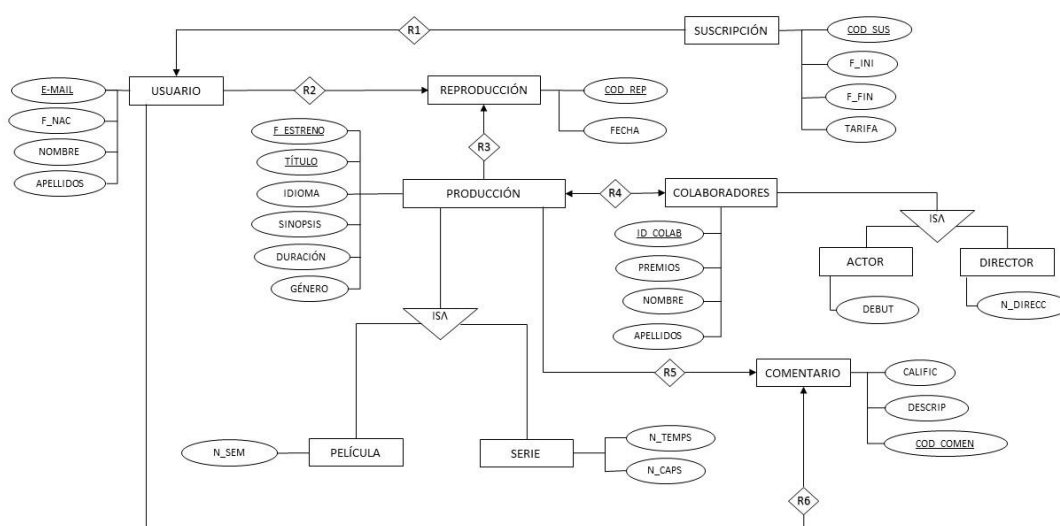 R1
SUSCRIPCIÓN
COD_SUS
F_INI
F_FIN
TARIFA
E-MAIL
USUARIO
F_NAC
NOMBRE
APELLIDOS
R2
REPRODUCCIÓN
COD_REP
FECHA
R3
F_ESTRENO
TÍTULO
IDIOMA
SINOPSIS
DURACIÓN
GÉNERO
PRODUCCIÓN
R4
COLABORADORES
ID_COLAB
PREMIOS
NOMBRE
APELLIDOS
ISA
ACTOR
DIRECTOR
DEBUT
N_DIRECC
ISA
R5
COMENTARIO
CALIFIC
DESCRIP
COD_COMEN
N_SEM
PELÍCULA
SERIE
N_TEMPS
N_CAPS
R6